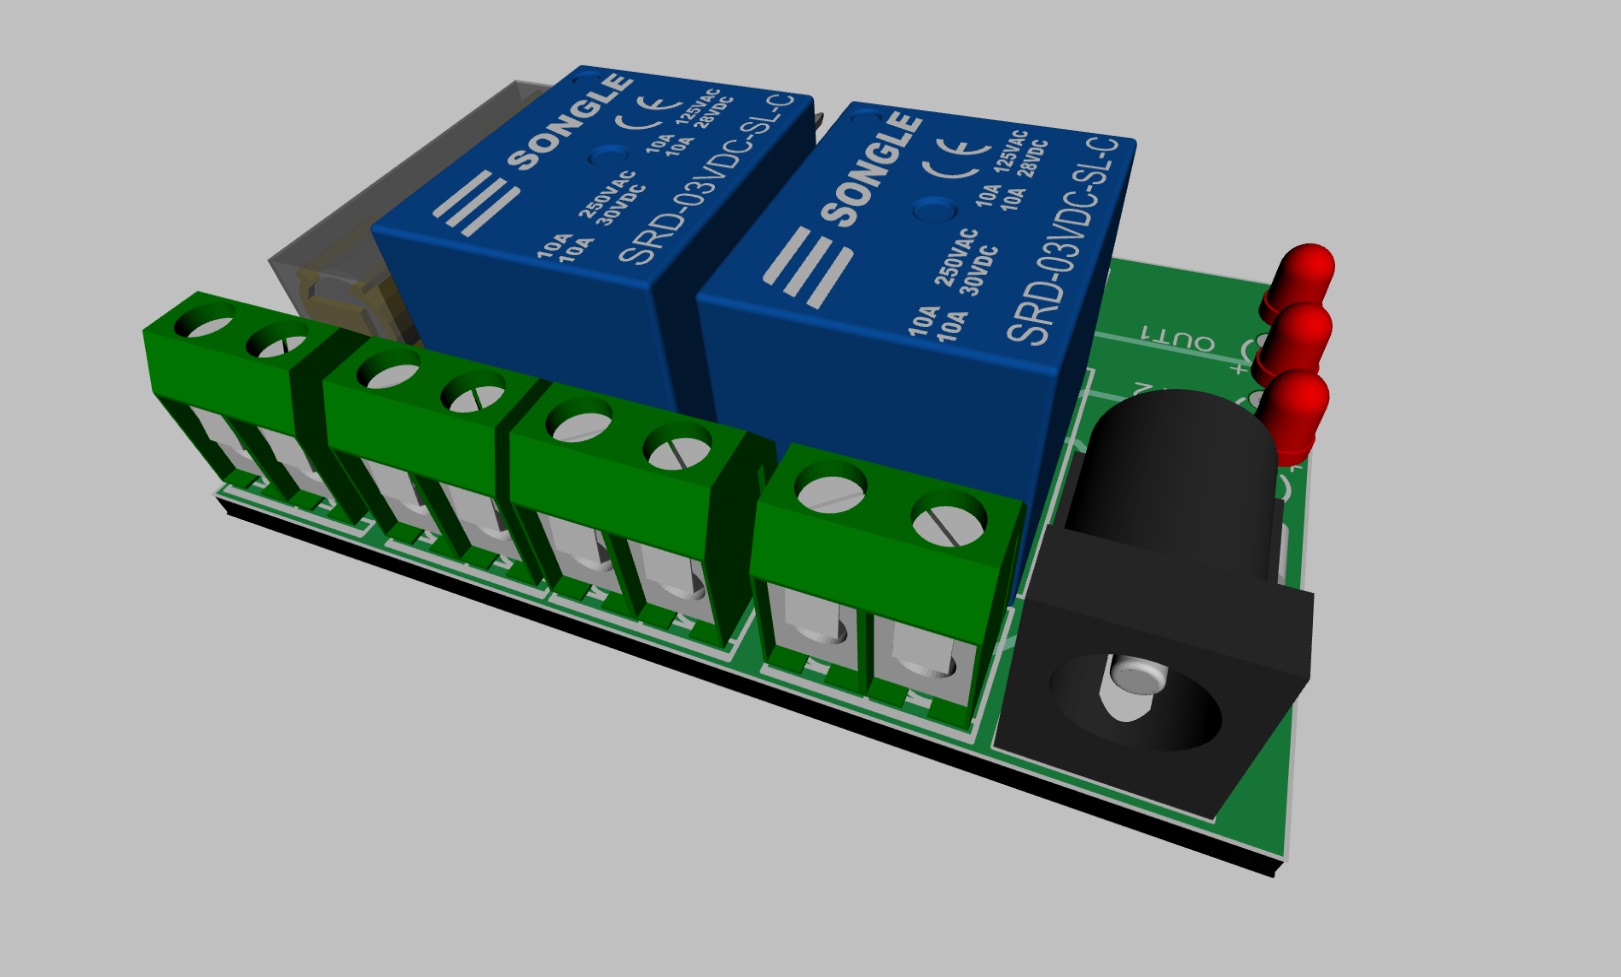 SONGLE
CE
10A 125VAC
10A 28VDC
10A 250VAC
10A 30VDC
SRD-03VDC-SL-C
SONGLE
CE
10A 125VAC
10A 28VDC
10A 250VAC
10A 30VDC
SRD-03VDC-SL-C
OUT1
+
2
+